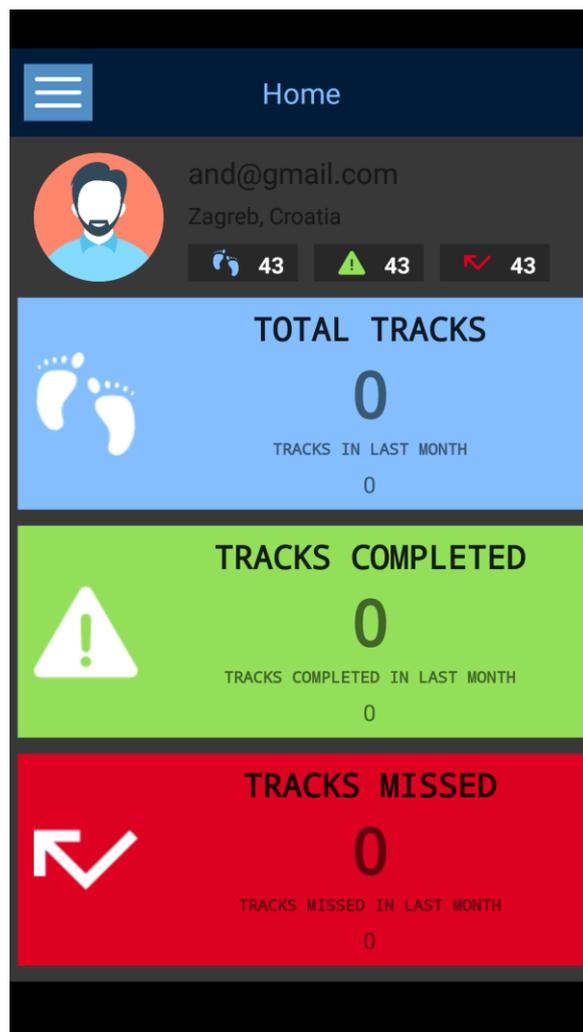 Home
and@gmail.com
Zagreb, Croatia
43 43 43
TOTAL TRACKS
0
TRACKS IN LAST MONTH
0
TRACKS COMPLETED
0
TRACKS COMPLETED IN LAST MONTH
0
TRACKS MISSED
0
TRACKS MISSED IN LAST MONTH
0